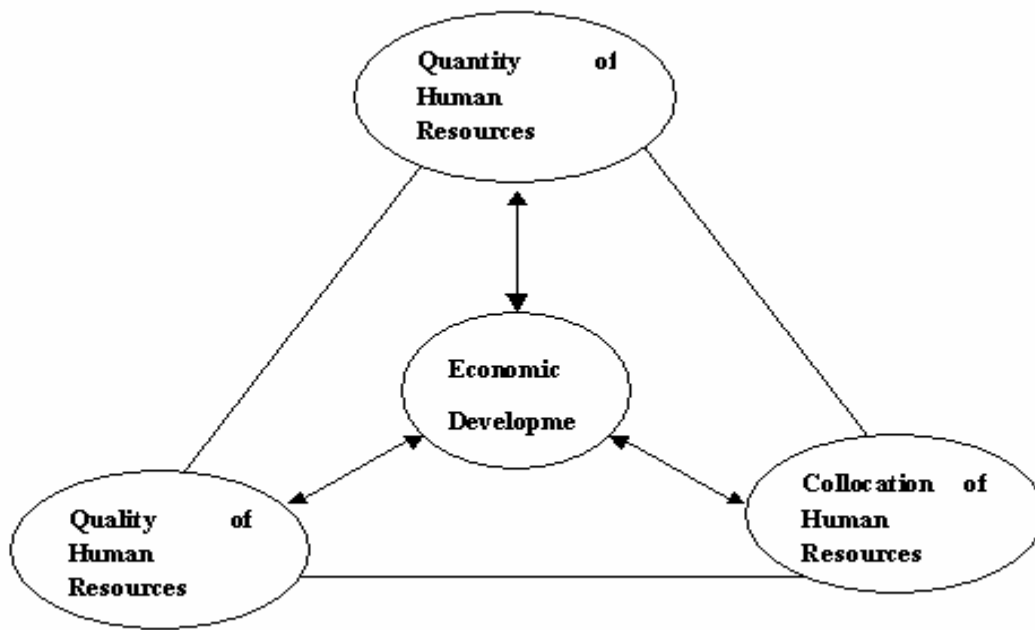 Quantity of
Human
Resources
Economic
Developme
Quality of
Human
Resources
Collocation of
Human
Resources